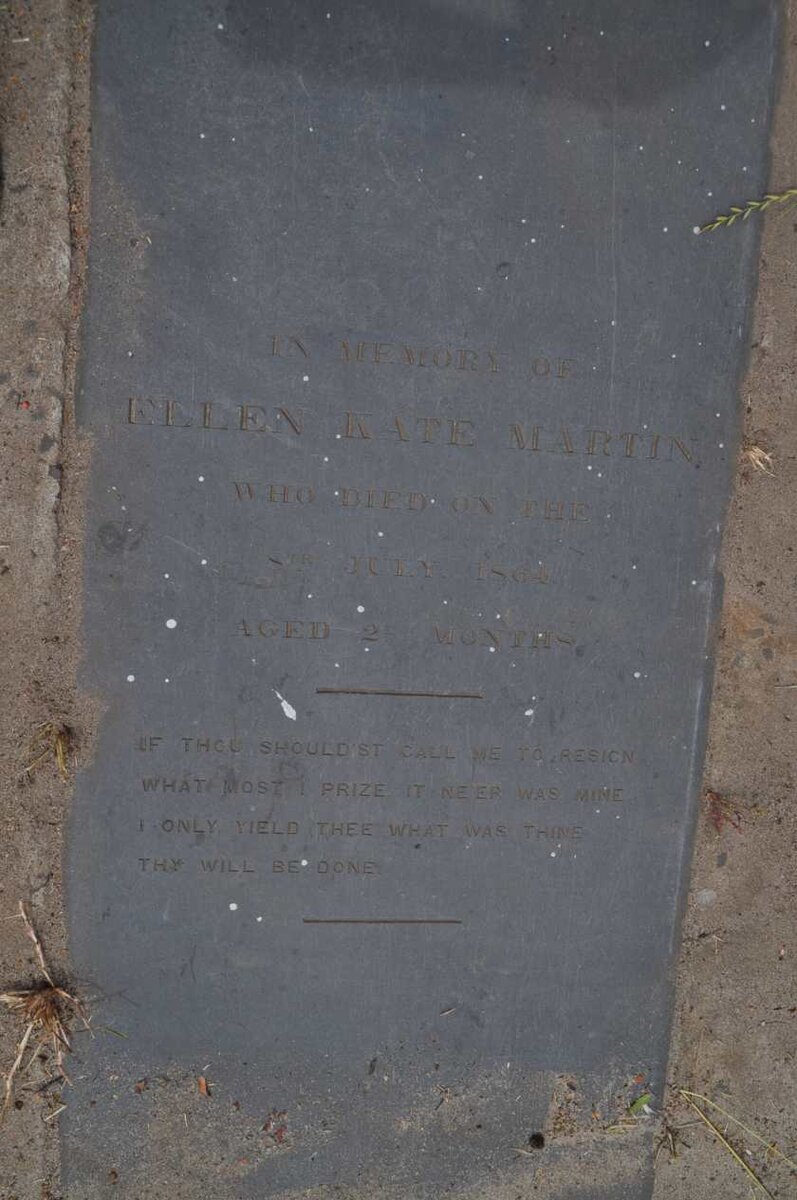 IN MEMORY OF
ELLEN KATE MARTIN
WHO DIED ON THE
8TH JULY 1864
AGED 2 MONTHS
IF THOU SHOULD'ST CALL ME TO RESIGN
WHAT MOST I PRIZE IT NE'ER WAS MINE
I ONLY YIELD THEE WHAT WAS THINE
THY WILL BE DONE.